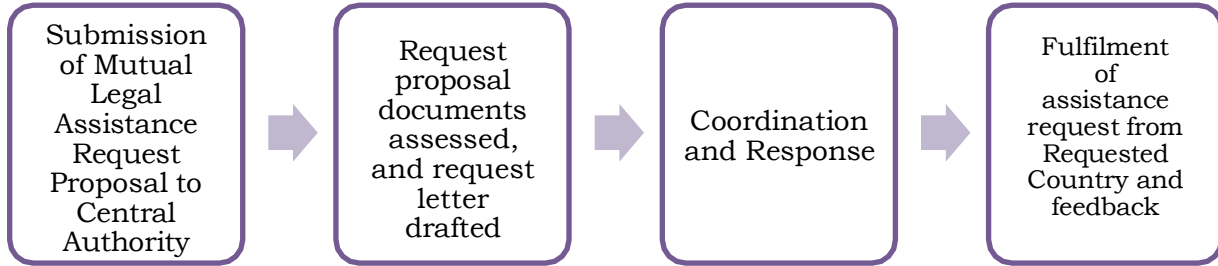 Submission
of Mutual
Legal
Assistance
Request
Proposal to
Central
Authority
Request
proposal
documents
assessed,
and request
letter
drafted
Coordination
and Response
Fulfilment
of
assistance
request from
Requested
Country and
feedback